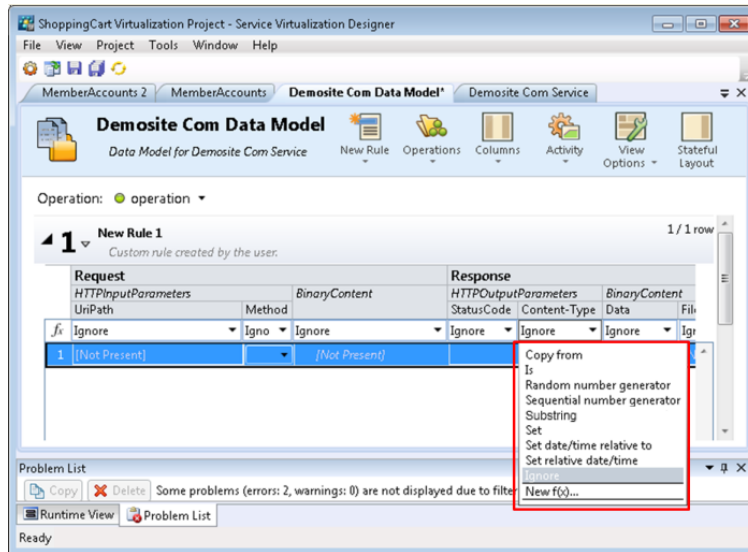 ShoppingCart Virtualization Project - Service Virtualization Designer
File View Project Tools Window Help
MemberAccounts 2 MemberAccounts Demosite Com Data Model* Demosite Com Service
Demosite Com Data Model
Data Model for Demosite Com Service
New Rule Operations Columns Activity View Options Stateful Layout
Operation: operation
1 New Rule 1 1 / 1 row
Custom rule created by the user.
Request Response
HTTPInputParameters BinaryContent HTTPOutputParameters BinaryContent
UriPath Method StatusCode Content-Type Data
fx Ignore Igno Ignore Ignore Ignore Ignore Igr
1 [Not Present] [Not Present]
Copy from
Is
Random number generator
Sequential number generator
Substring
Set
Set date/time relative to
Set relative date/time
Ignore
New f(x)...
Problem List
Copy Delete Some problems (errors: 2, warnings: 0) are not displayed due to filter
Runtime View Problem List
Ready